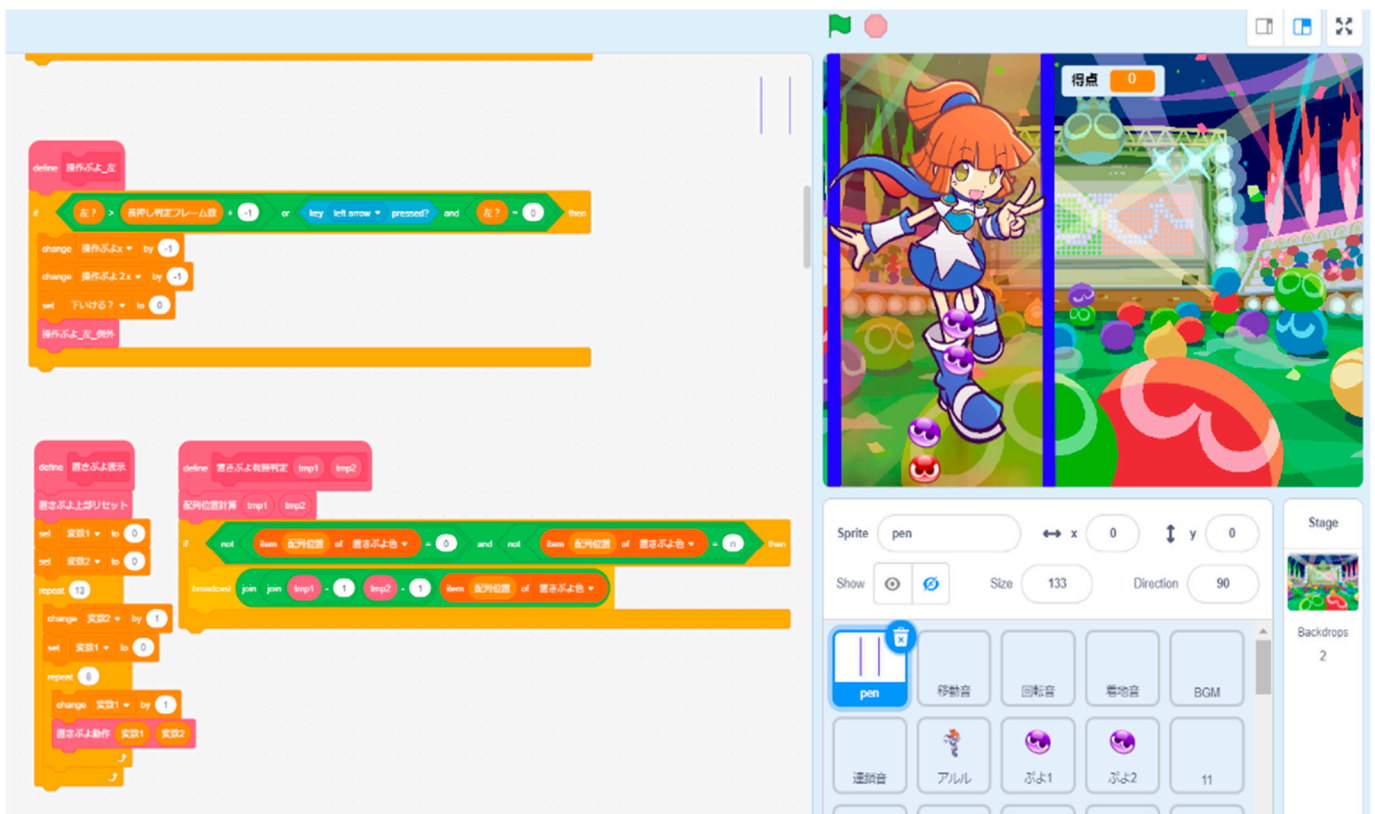 得点 0
define 操作ぷよ_左
if 左? > 長押し判定フレーム数 + -1 or key left arrow pressed? and 左? = 0 then
change 操作ぷよx by -1
change 操作ぷよ2x by -1
set 下いける? to 0
操作ぷよ_左_例外
define 置きぷよ表示
置きぷよ上部リセット
set 変数1 to 0
set 変数2 to 0
repeat 13
change 変数2 by 1
set 変数1 to 0
repeat 6
change 変数1 by 1
置きぷよ動作 変数1 変数2
define 置きぷよ有無判定 tmp1 tmp2
配列位置計算 tmp1 tmp2
if not item 配列位置 of 置きぷよ色 = 0 and not item 配列位置 of 置きぷよ色 = n then
broadcast join join tmp1 - 1 tmp2 - 1 item 配列位置 of 置きぷよ色
Sprite pen x 0 y 0
Show Size 133 Direction 90
pen
移動音
回転音
着地音
BGM
連鎖音
アルル
ぷよ1
ぷよ2
11
Stage
Backdrops
2